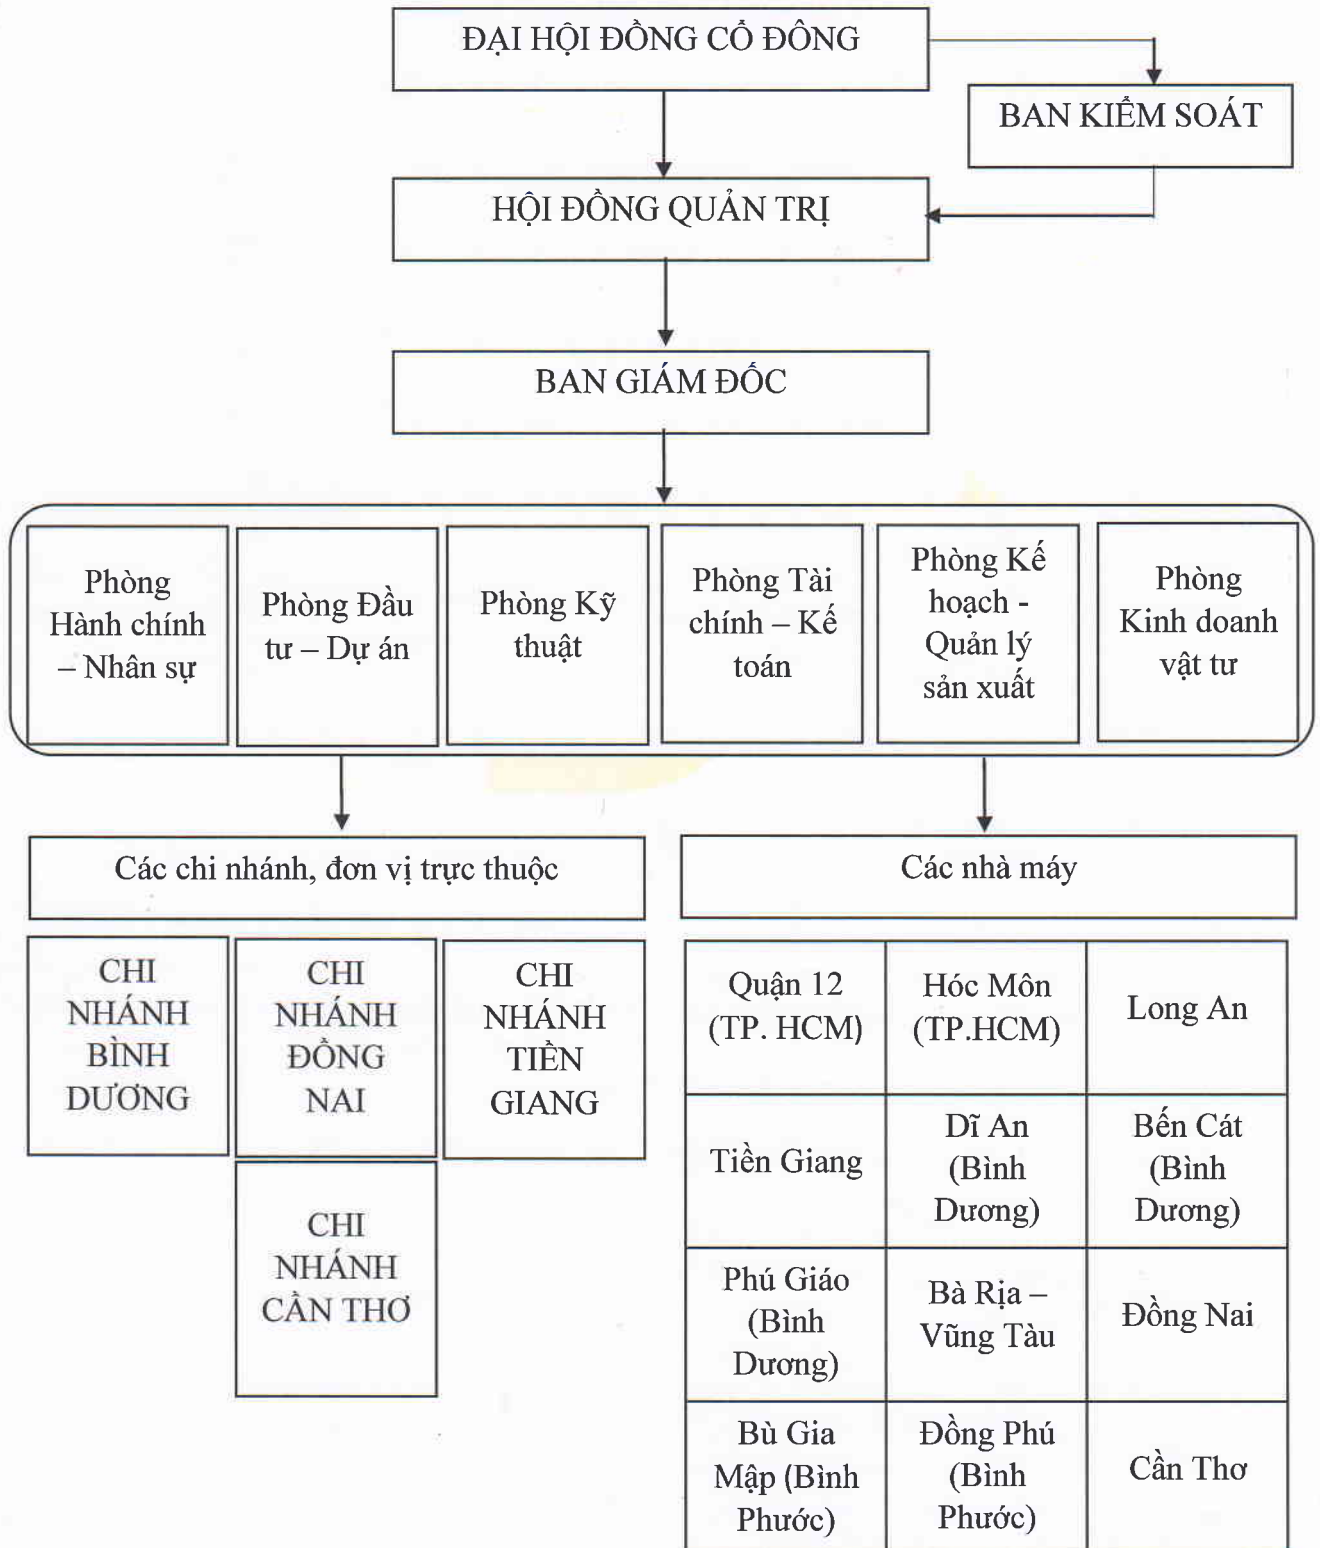 ĐẠI HỘI ĐỒNG CỔ ĐÔNG
BAN KIỂM SOÁT
HỘI ĐỒNG QUẢN TRỊ
BAN GIÁM ĐỐC
Phòng
Hành chính
– Nhân sự
Phòng Đầu
tư – Dự án
Phòng Kỹ
thuật
Phòng Tài
chính – Kế
toán
Phòng Kế
hoạch -
Quản lý
sản xuất
Phòng
Kinh doanh
vật tư
Các chi nhánh, đơn vị trực thuộc
CHI
NHÁNH
BÌNH
DƯƠNG
CHI
NHÁNH
ĐỒNG
NAI
CHI
NHÁNH
TIỀN
GIANG
CHI
NHÁNH
CẦN THƠ
Các nhà máy
Quận 12
(TP. HCM)
Hóc Môn
(TP.HCM)
Long An
Tiền Giang
Dĩ An
(Bình
Dương)
Bến Cát
(Bình
Dương)
Phú Giáo
(Bình
Dương)
Bà Rịa –
Vũng Tàu
Đồng Nai
Bù Gia
Mập (Bình
Phước)
Đồng Phú
(Bình
Phước)
Cần Thơ